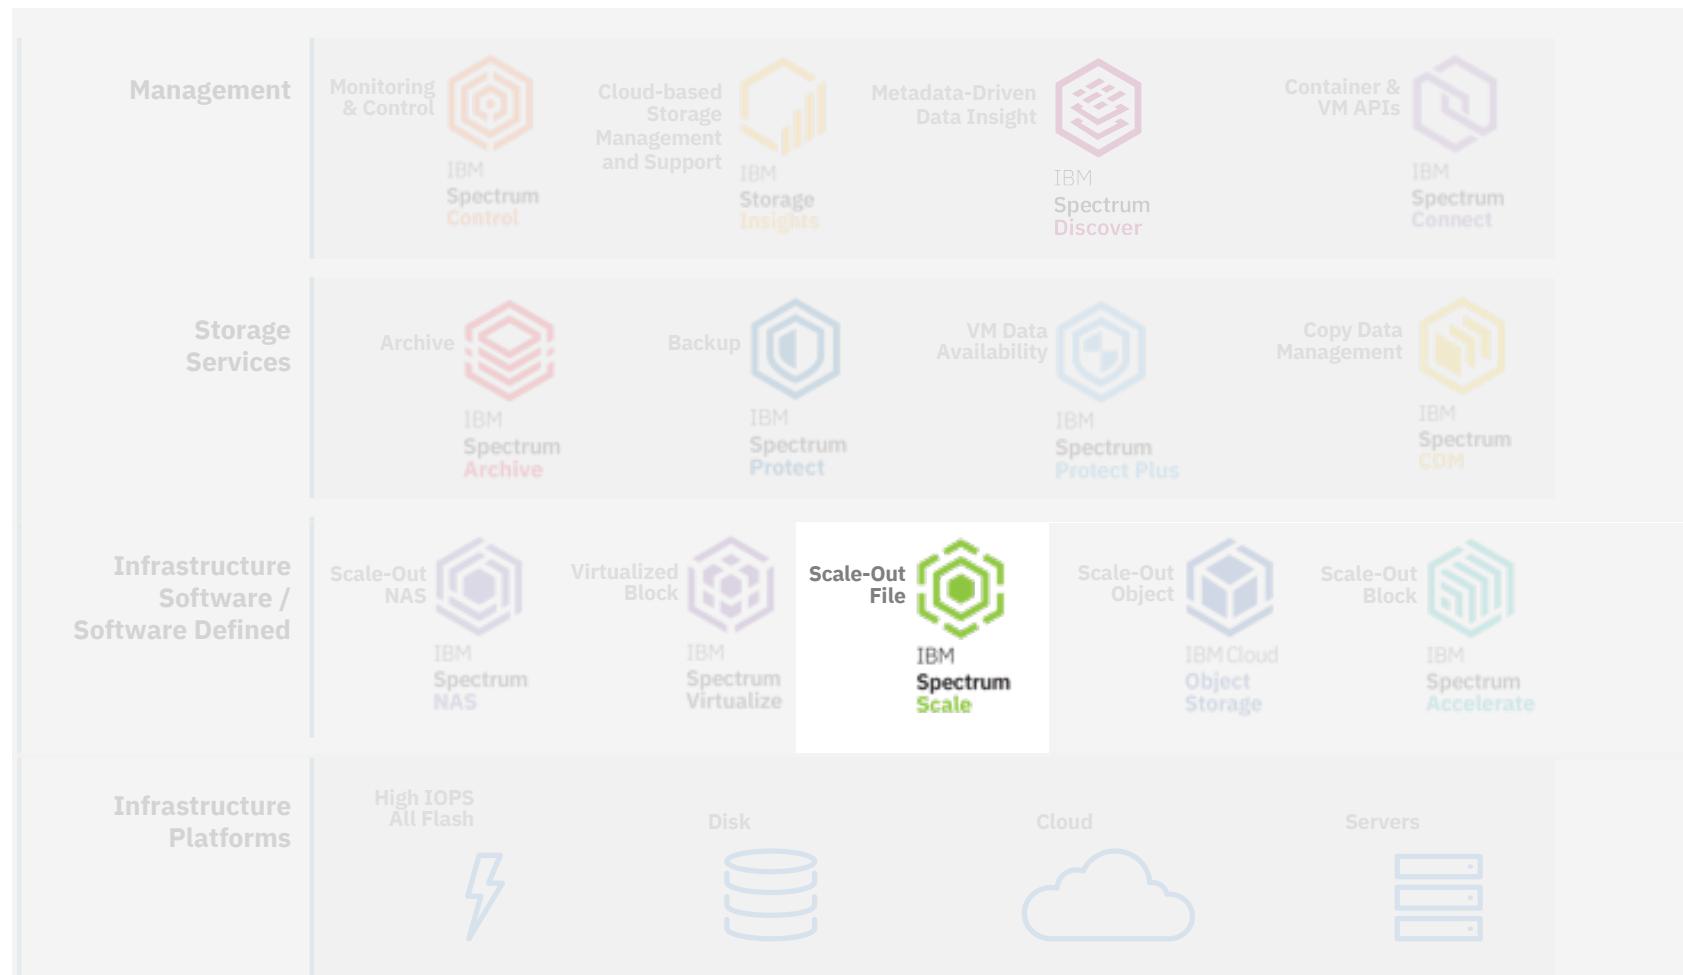 Management
Monitoring
& Control
IBM
Spectrum
Control
Cloud-based
Storage
Management
and Support
IBM
Storage
Insights
Metadata-Driven
Data Insight
IBM
Spectrum
Discover
Container &
VM APIs
IBM
Spectrum
Connect
Storage
Services
Archive
IBM
Spectrum
Archive
Backup
IBM
Spectrum
Protect
VM Data
Availability
IBM
Spectrum
Protect Plus
Copy Data
Management
IBM
Spectrum
CDM
Infrastructure
Software /
Software Defined
Scale-Out
NAS
IBM
Spectrum
NAS
Virtualized
Block
IBM
Spectrum
Virtualize
Scale-Out
File
IBM
Spectrum
Scale
Scale-Out
Object
IBM Cloud
Object
Storage
Scale-Out
Block
IBM
Spectrum
Accelerate
Infrastructure
Platforms
High IOPS
All Flash
Disk
Cloud
Servers